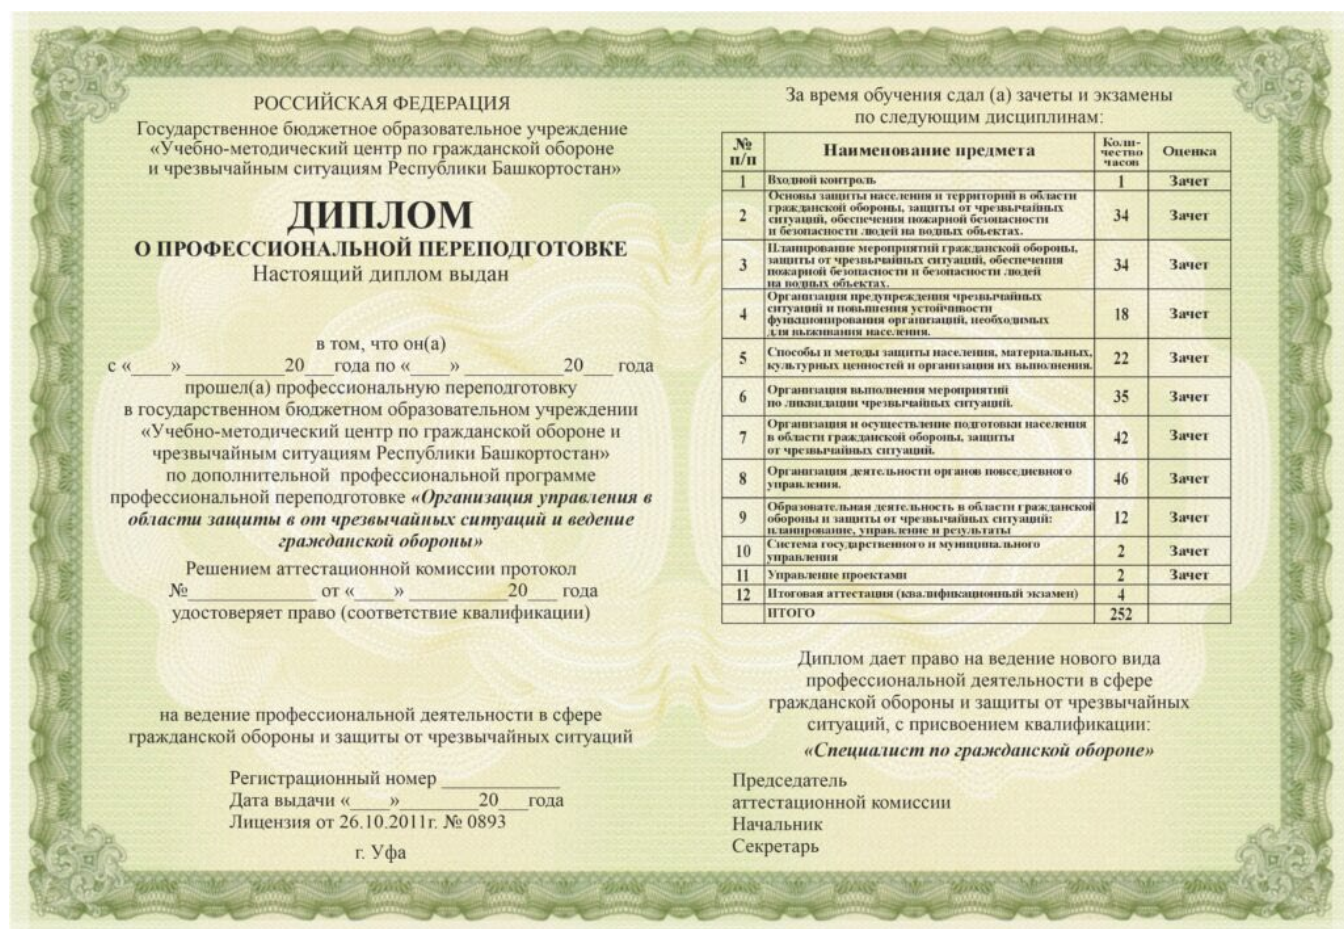 РОССИЙСКАЯ ФЕДЕРАЦИЯ
Государственное бюджетное образовательное учреждение
«Учебно-методический центр по гражданской обороне
и чрезвычайным ситуациям Республики Башкортостан»
ДИПЛОМ
О ПРОФЕССИОНАЛЬНОЙ ПЕРЕПОДГОТОВКЕ
Настоящий диплом выдан
в том, что он(а)
с «____» __________20___года по «____» __________20___ года
прошел(а) профессиональную переподготовку
в государственном бюджетном образовательном учреждении
«Учебно-методический центр по гражданской обороне и
чрезвычайным ситуациям Республики Башкортостан»
по дополнительной профессиональной программе
профессиональной переподготовке «Организация управления в
области защиты в от чрезвычайных ситуаций и ведение
гражданской обороны»
Решением аттестационной комиссии протокол
№_____________ от «____» __________20___ года
удостоверяет право (соответствие квалификации)
на ведение профессиональной деятельности в сфере
гражданской обороны и защиты от чрезвычайных ситуаций
Регистрационный номер ____________
Дата выдачи «____»________20___года
Лицензия от 26.10.2011г. № 0893
г. Уфа
За время обучения сдал (а) зачеты и экзамены
по следующим дисциплинам:
№ п/п Наименование предмета Коли-чество часов Оценка
1 Входной контроль 1 Зачет
Основы защиты населения и территорий в области
гражданской обороны, защиты от чрезвычайных
2 ситуаций, обеспечения пожарной безопасности 34 Зачет
и безопасности людей на водных объектах.
Планирование мероприятий гражданской обороны,
защиты от чрезвычайных ситуаций, обеспечения
3 пожарной безопасности и безопасности людей 34 Зачет
на водных объектах.
Организация предупреждения чрезвычайных
ситуаций и повышения устойчивости
4 функционирования организаций, необходимых 18 Зачет
для выживания населения.
5 Способы и методы защиты населения, материальных, 22 Зачет
культурных ценностей и организация их выполнения.
6 Организация выполнения мероприятий 35 Зачет
по ликвидации чрезвычайных ситуаций.
Организация и осуществление подготовки населения
7 в области гражданской обороны, защиты 42 Зачет
от чрезвычайных ситуаций.
8 Организация деятельности органов повседневного 46 Зачет
управления.
Образовательная деятельность в области гражданской
9 обороны и защиты от чрезвычайных ситуаций: 12 Зачет
планирование, управление и результаты
10 Система государственного и муниципального 2 Зачет
управления
11 Управление проектами 2 Зачет
12 Итоговая аттестация (квалификационный экзамен) 4
ИТОГО 252
Диплом дает право на ведение нового вида
профессиональной деятельности в сфере
гражданской обороны и защиты от чрезвычайных
ситуаций, с присвоением квалификации:
«Специалист по гражданской обороне»
Председатель
аттестационной комиссии
Начальник
Секретарь